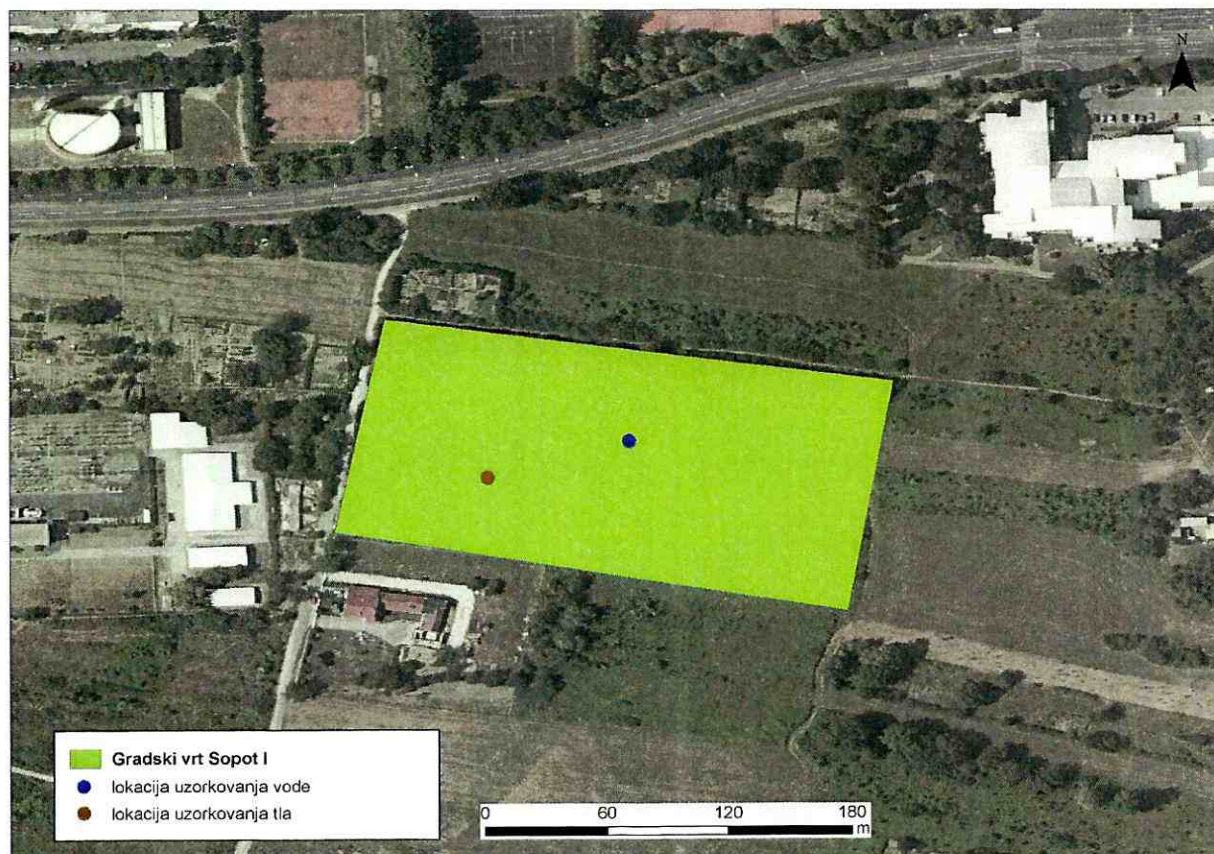 N
Gradski vrt Sopot I
lokacija uzorkovanja vode
lokacija uzorkovanja tla
0 60 120 180
m